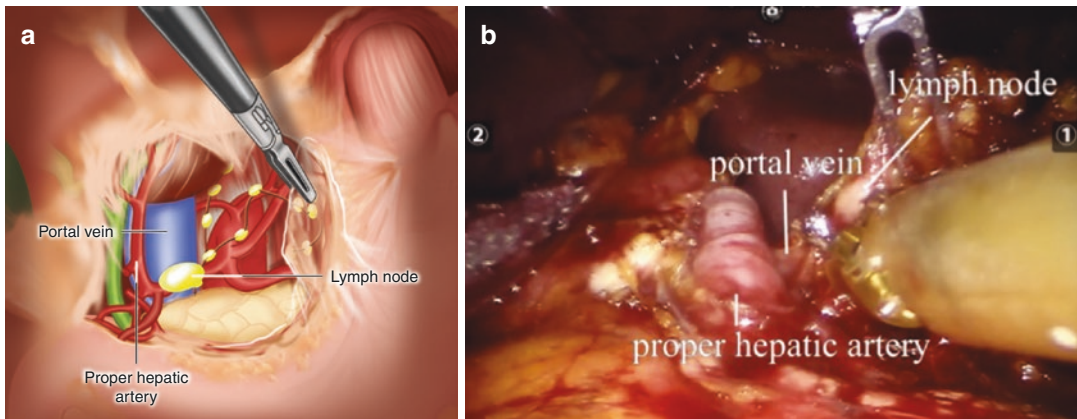 a
Portal vein
Lymph node
Proper hepatic
artery
b
lymph node
2
1
portal vein
proper hepatic artery